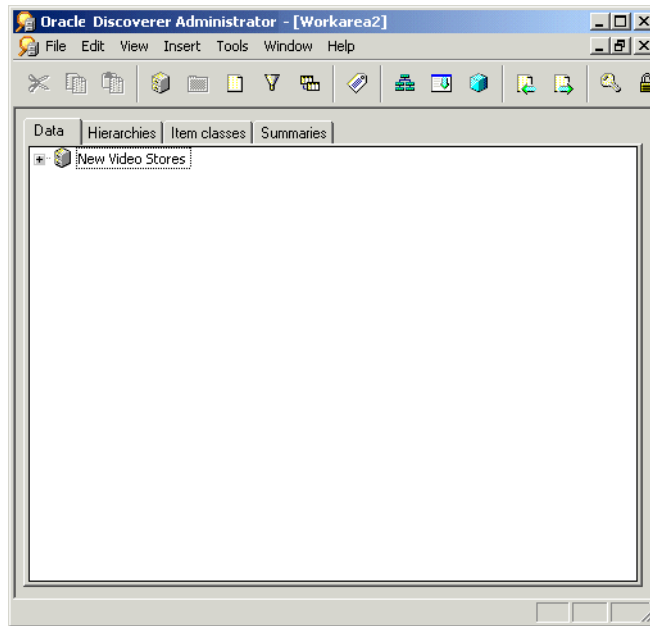 Oracle Discoverer Administrator - [Workarea2]
File Edit View Insert Tools Window Help
Data Hierarchies Item classes Summaries
New Video Stores